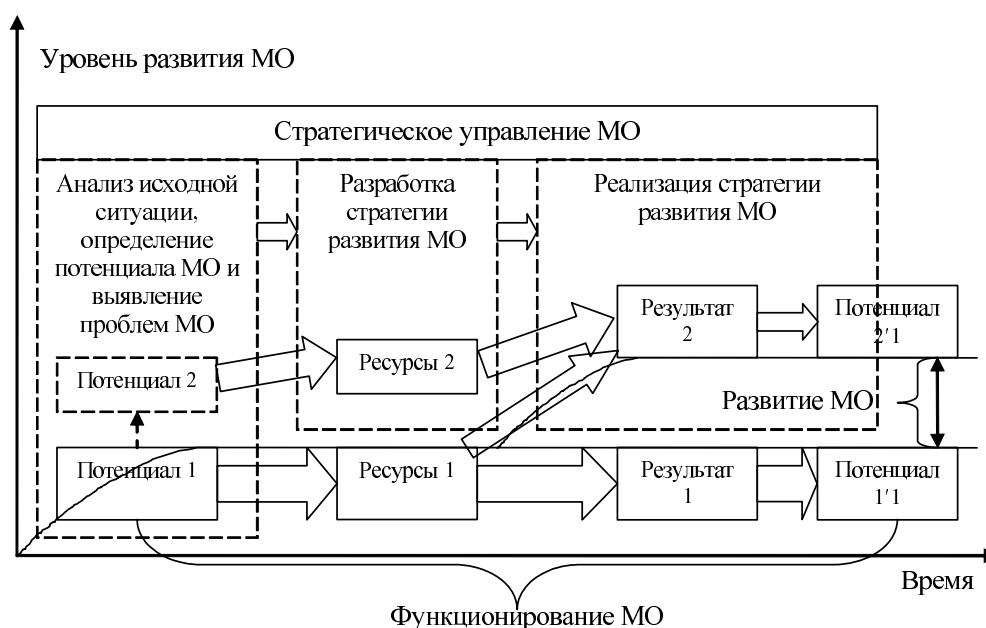 Уровень развития МО
Стратегическое управление МО
Анализ исходной
ситуации,
определение
потенциала МО и
выявление
проблем МО
Разработка
стратегии
развития МО
Реализация стратегии
развития МО
Потенциал 2
Ресурсы 2
Результат
2
Потенциал
2'1
Развитие МО
Потенциал 1
Ресурсы 1
Результат
1
Потенциал
1'1
Время
Функционирование МО